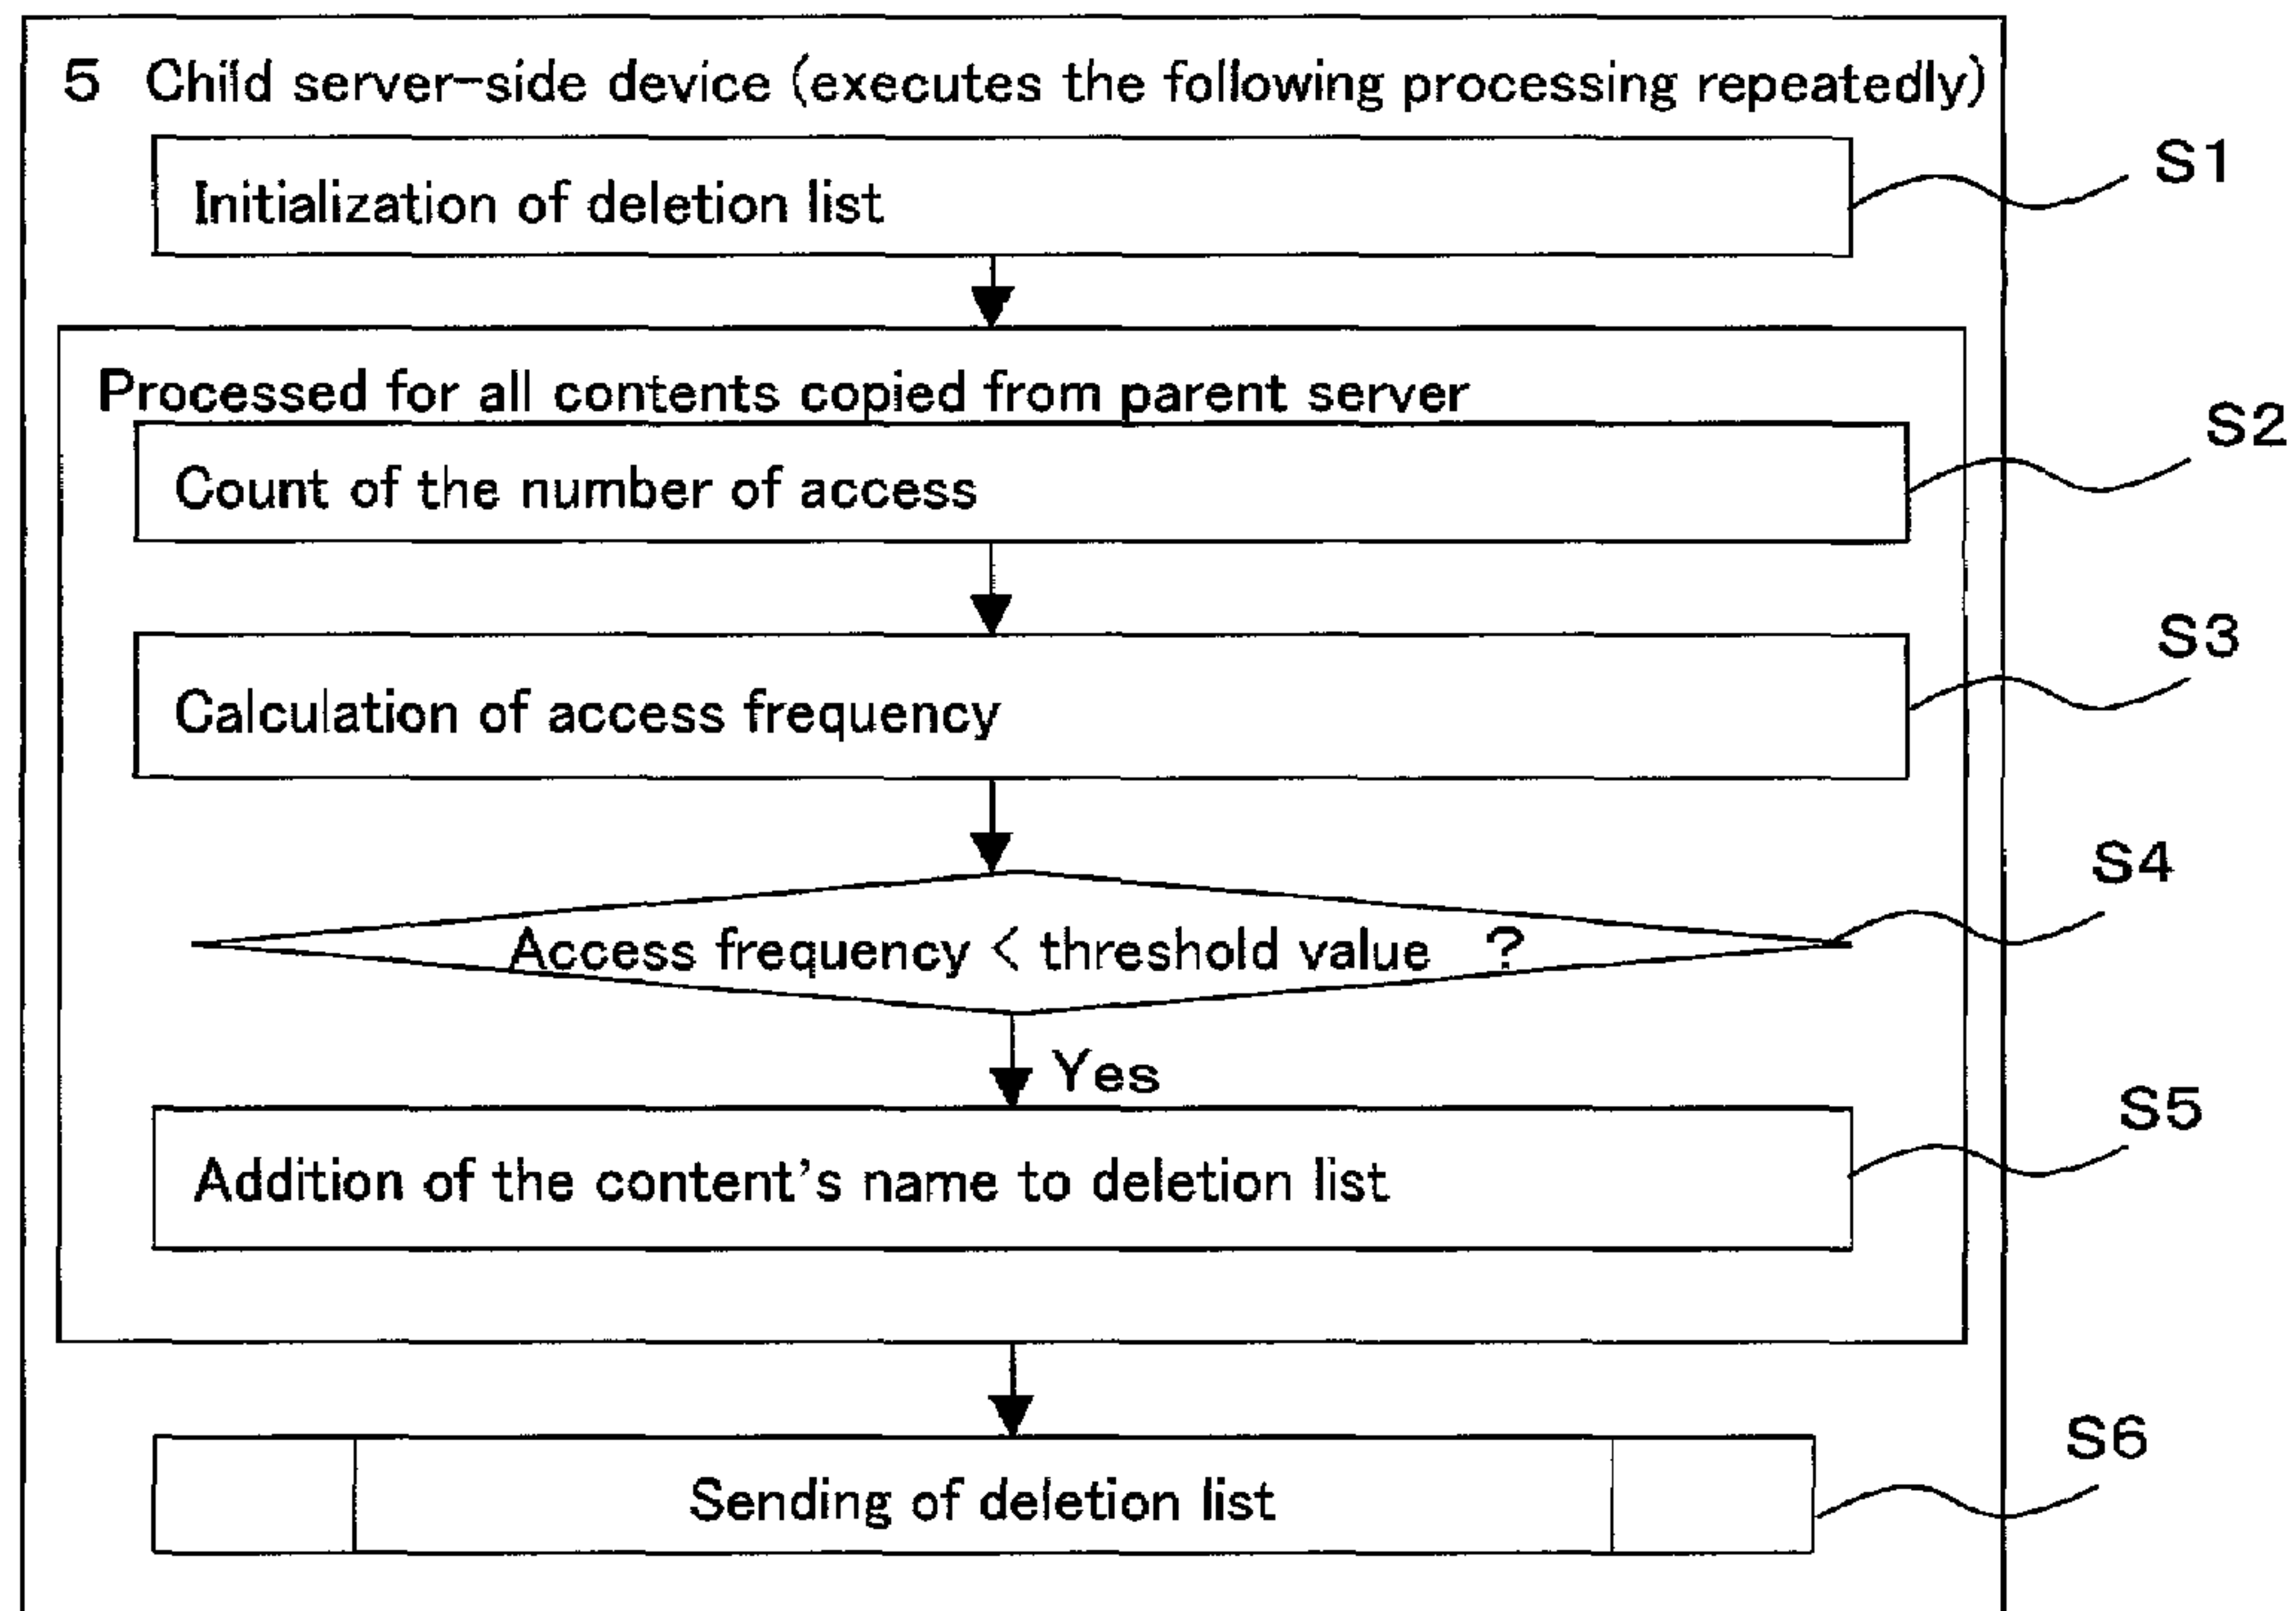 5 Child server-side device (executes the following processing repeatedly)
Initialization of deletion list
S1
Processed for all contents copied from parent server
Count of the number of access
S2
Calculation of access frequency
S3
Access frequency < threshold value ?
S4
Yes
Addition of the content's name to deletion list
S5
Sending of deletion list
S6